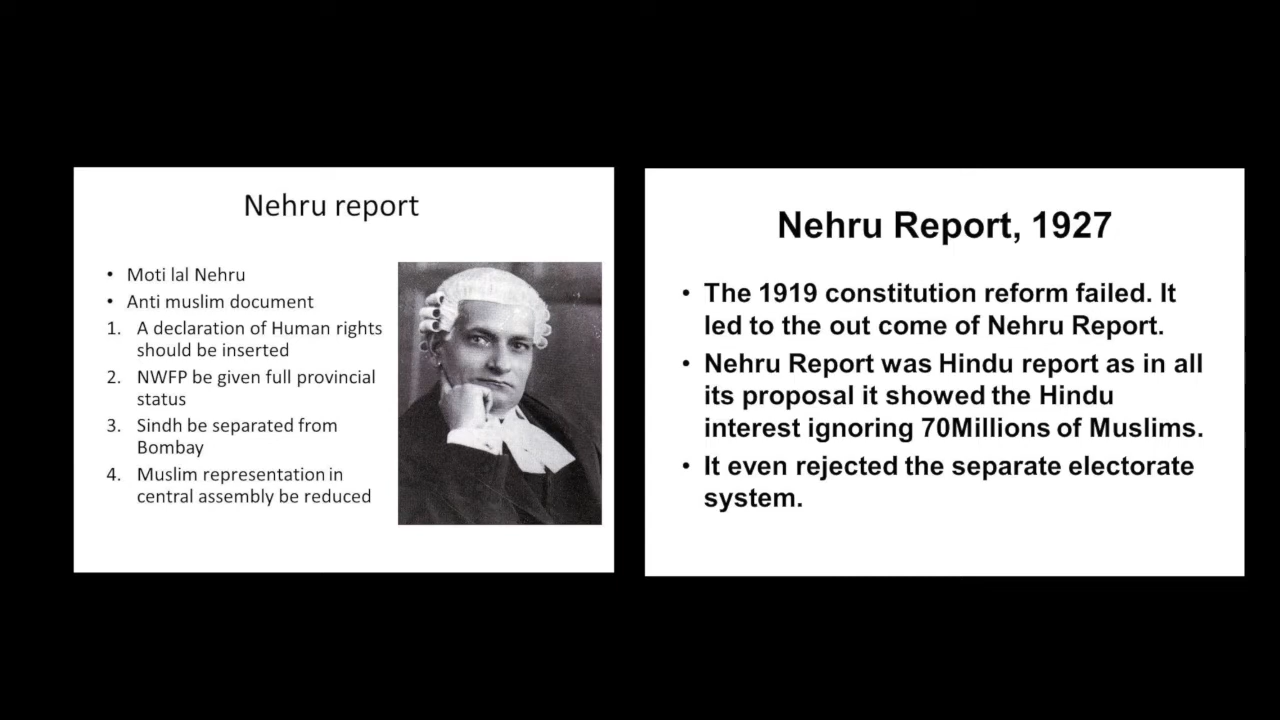 Nehru report
• Moti lal Nehru
• Anti muslim document
1. A declaration of Human rights
should be inserted
2. NWFP be given full provincial
status
3. Sindh be separated from
Bombay
4. Muslim representation in
central assembly be reduced
Nehru Report, 1927
• The 1919 constitution reform failed. It
led to the out come of Nehru Report.
• Nehru Report was Hindu report as in all
its proposal it showed the Hindu
interest ignoring 70Millions of Muslims.
• It even rejected the separate electorate
system.